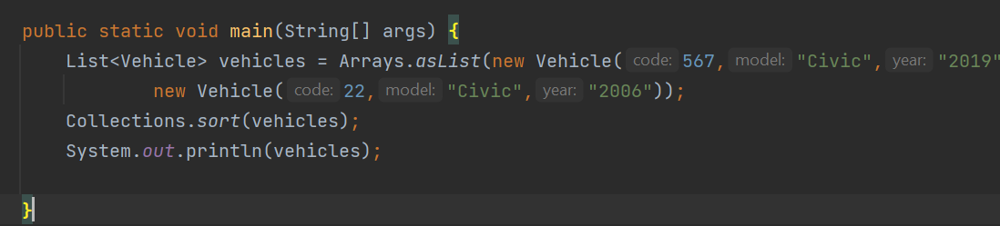 public static void main(String[] args) {
List<Vehicle> vehicles = Arrays.asList(new Vehicle( code: 567, model: "Civic", year: "2019"
new Vehicle( code: 22, model: "Civic", year: "2006"));
Collections.sort(vehicles);
System.out.println(vehicles);
}